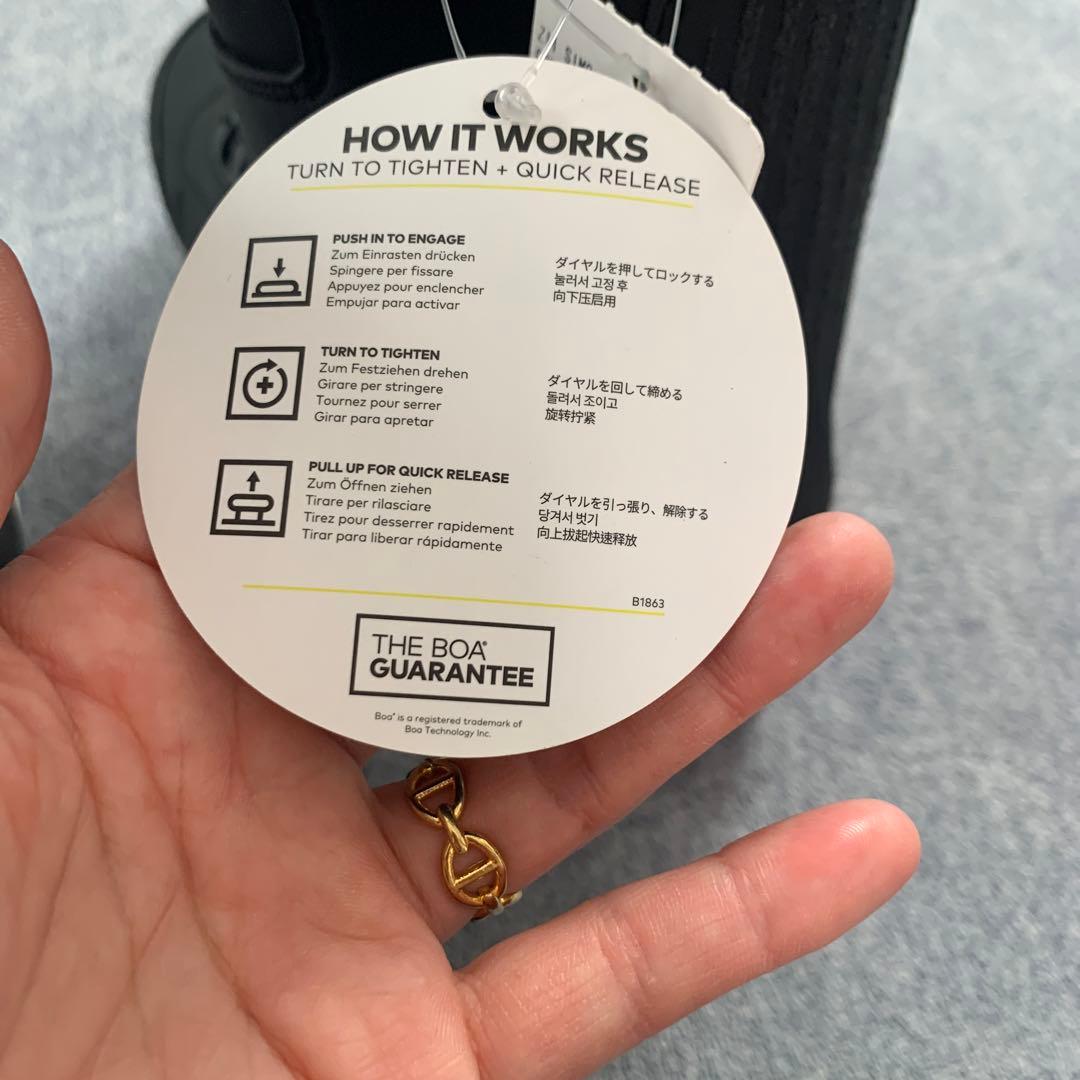 HOW IT WORKS
TURN TO TIGHTEN + QUICK RELEASE
PUSH IN TO ENGAGE
Zum Einrasten drücken
Spingere per fissare
Appuyez pour enclencher
Empujar para activar
ダイヤルを押してロックする
눌러서 고정 후
向下压启用
TURN TO TIGHTEN
Zum Festziehen drehen
Girare per stringere
Tournez pour serrer
Girar para apretar
ダイヤルを回して締める
돌려서 조이고
旋转拧紧
PULL UP FOR QUICK RELEASE
Zum Öffnen ziehen
Tirare per rilasciare
Tirez pour desserrer rapidement
Tirar para liberar rápidamente
ダイヤルを引っ張り、解除する
당겨서 벗기
向上拔起快速释放
B1863
THE BOA®
GUARANTEE
Boa® is a registered trademark of
Boa Technology Inc.